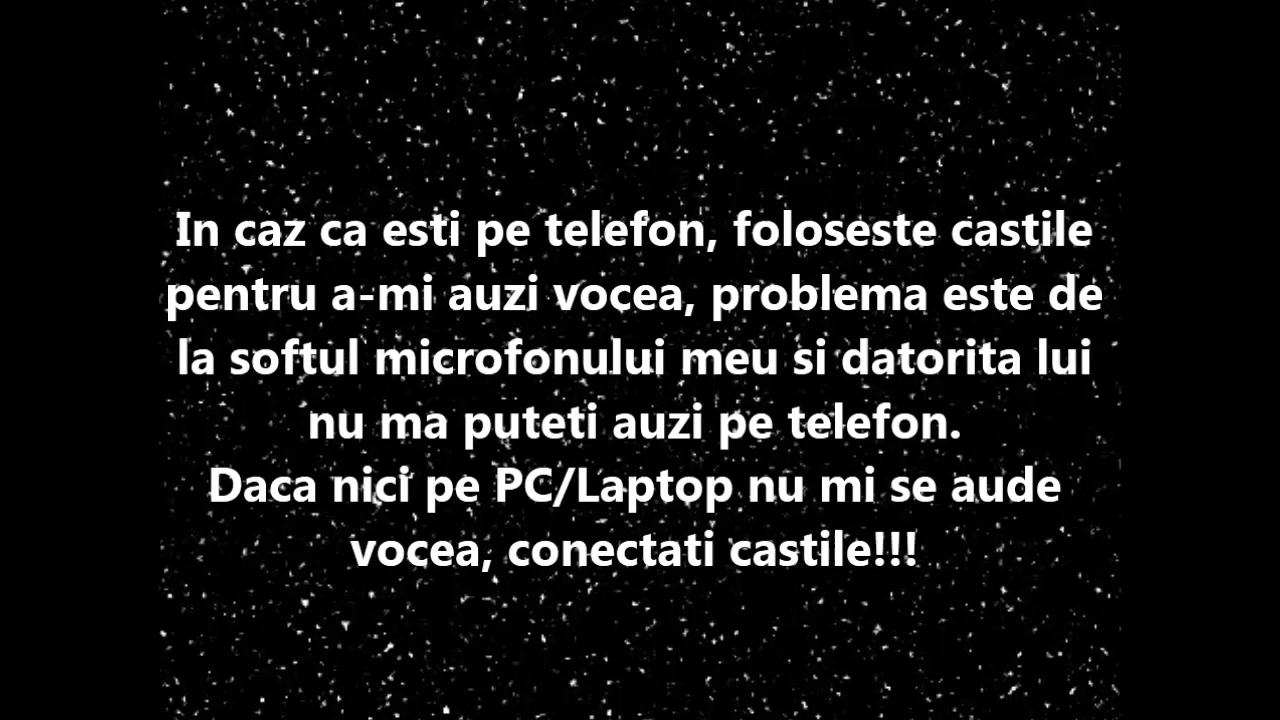 In caz ca esti pe telefon, foloseste castile
pentru a-mi auzi vocea, problema este de
la softul microfonului meu si datorita lui
nu ma puteti auzi pe telefon.
Daca nici pe PC/Laptop nu mi se aude
vocea, conectati castile!!!